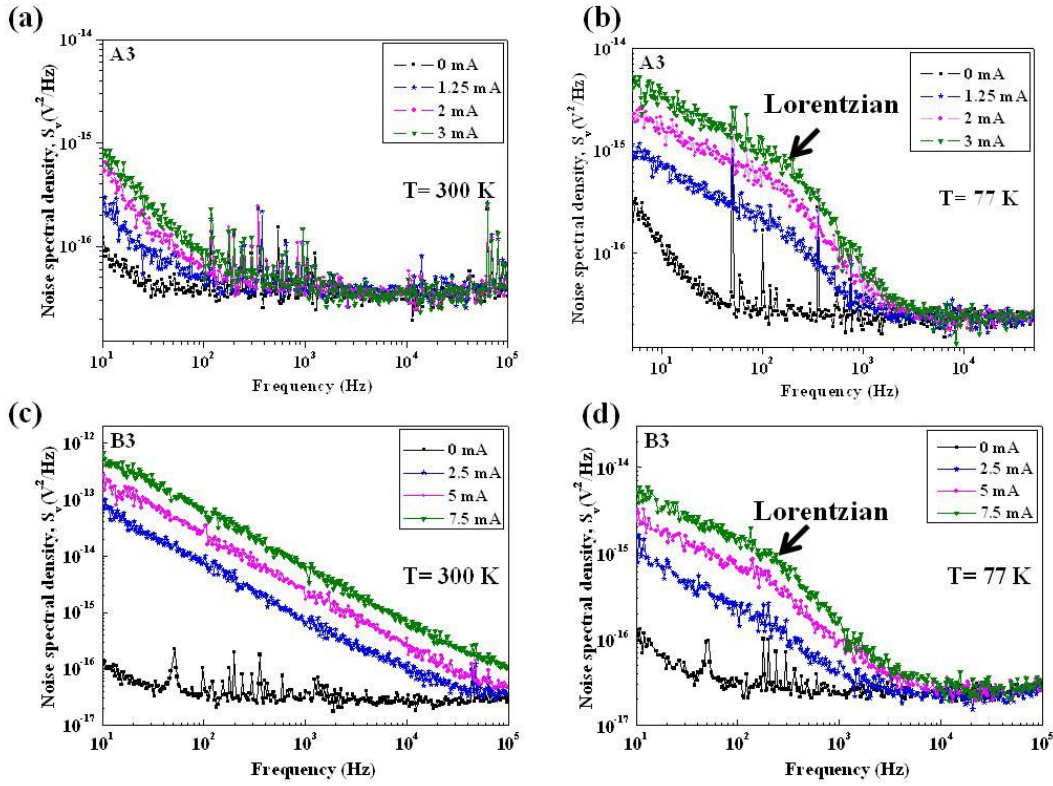 (a)
A3
0 mA
1.25 mA
2 mA
3 mA
T= 300 K
10⁻¹⁴
10⁻¹⁵
10⁻¹⁶
Noise spectral density, Sᵥ(V²/Hz)
10¹ 10² 10³ 10⁴ 10⁵
Frequency (Hz)
(b)
A3
0 mA
1.25 mA
2 mA
3 mA
Lorentzian
T= 77 K
10⁻¹⁴
10⁻¹⁵
10⁻¹⁶
Noise spectral density, Sᵥ(V²/Hz)
10¹ 10² 10³ 10⁴
Frequency (Hz)
(c)
B3
0 mA
2.5 mA
5 mA
7.5 mA
T= 300 K
10⁻¹²
10⁻¹³
10⁻¹⁴
10⁻¹⁵
10⁻¹⁶
10⁻¹⁷
Noise spectral density, Sᵥ(V²/Hz)
10¹ 10² 10³ 10⁴ 10⁵
Frequency (Hz)
(d)
B3
0 mA
2.5 mA
5 mA
7.5 mA
Lorentzian
T= 77 K
10⁻¹⁴
10⁻¹⁵
10⁻¹⁶
10⁻¹⁷
Noise spectral density, Sᵥ(V²/Hz)
10¹ 10² 10³ 10⁴ 10⁵
Frequency (Hz)